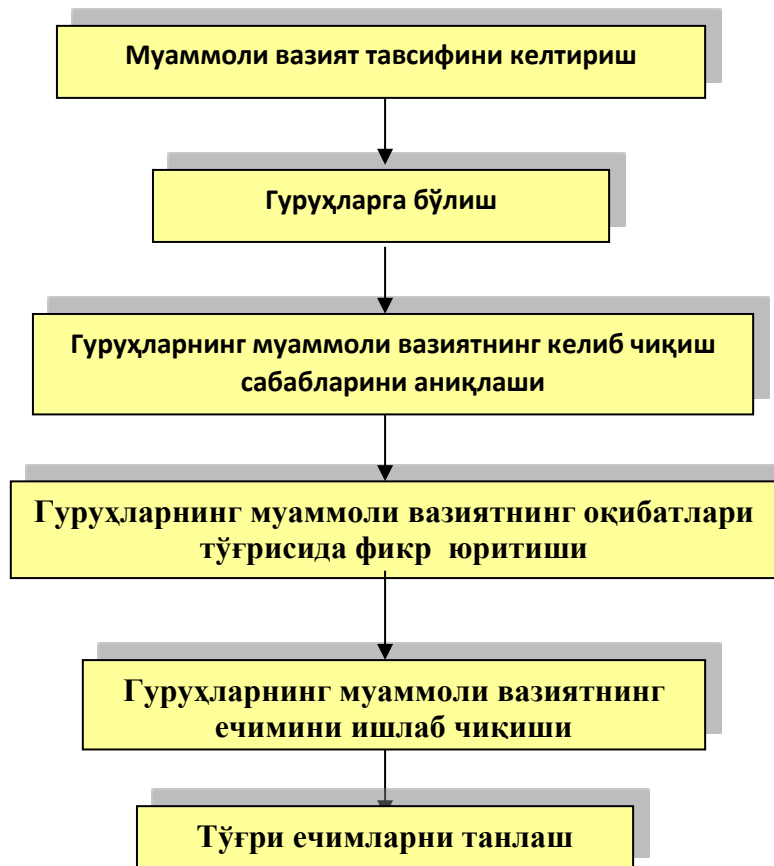 Муаммоли вазият тавсифини келтириш
Гуруҳларга бўлиш
Гуруҳларнинг муаммоли вазиятнинг келиб чиқиш
сабабларини аниқлаши
Гуруҳларнинг муаммоли вазиятнинг оқибатлари
тўғрисида фикр юритиши
Гуруҳларнинг муаммоли вазиятнинг
ечимини ишлаб чиқиши
Тўғри ечимларни танлаш